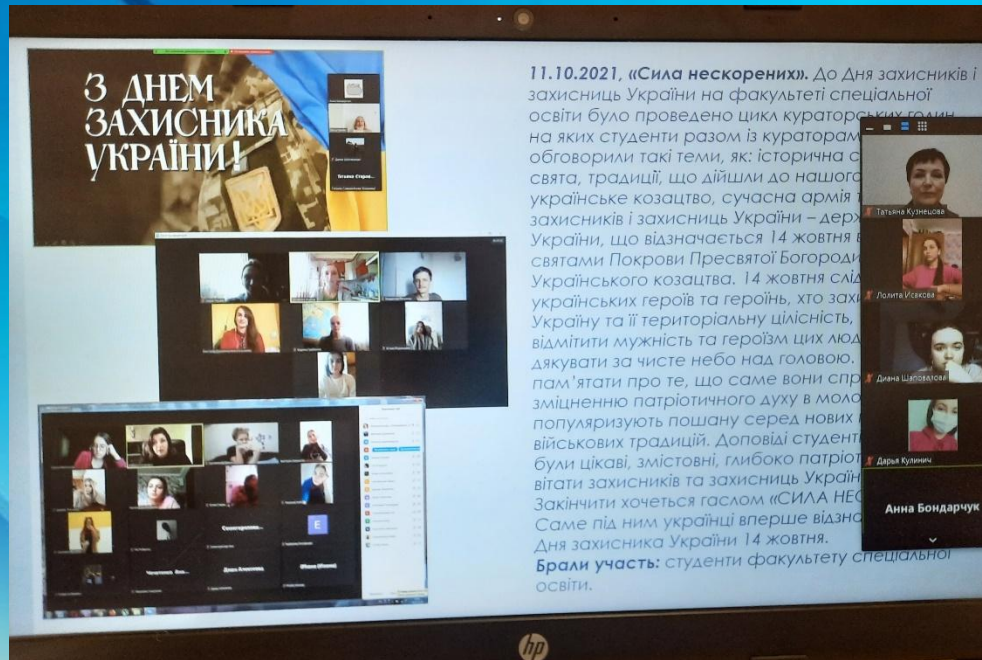 З ДНЕМ
ЗАХИСНИКА
УКРАЇНИ!
11.10.2021, «Сила нескорених». До Дня захисників і
захисниць України на факультеті спеціальної
освіти було проведено цикл кураторських годин
на яких студенти разом із кураторам
обговорили такі теми, як: історична с
свята, традиції, що дійшли до нашого
українське козацтво, сучасна армія т
захисників і захисниць України – держ
України, що відзначається 14 жовтня в
святами Покрови Пресвятої Богороди
Українського козацтва. 14 жовтня слід
українських героїв та героїнь, хто захи
Україну та її територіальну цілісність,
відмітити мужність та героїзм цих люд
дякувати за чисте небо над головою.
пам'ятати про те, що саме вони спр
зміцненню патріотичного духу в моло
популяризують пошану серед нових
військових традицій. Доповіді студент
були цікаві, змістовні, глибоко патріот
вітати захисників та захисниць Україн
Закінчити хочеться гаслом «СИЛА НЕС
Саме під ним українці вперше відзна
Дня захисника України 14 жовтня.
Брали участь: студенти факультету спеціальної
освіти.
Татьяна Кузнецова
Лолита Исакова
Диана Шаповалова
Дарья Кулинич
Анна Бондарчук
E
hp